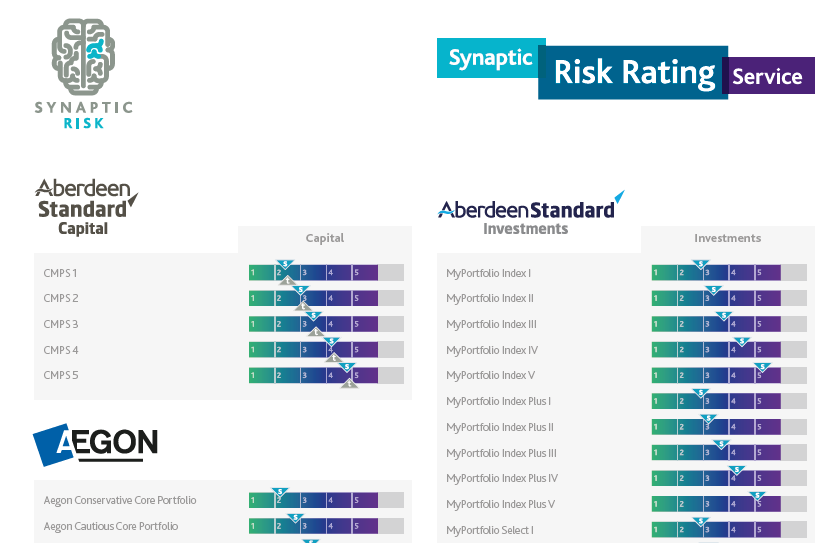 SYNAPTIC
RISK
Synaptic
Risk Rating
Service
Aberdeen
Standard
Capital
Capital
CMPS 1
1 2 3 4 5
S
L
CMPS 2
1 2 3 4 5
S
L
CMPS 3
1 2 3 4 5
S
L
CMPS 4
1 2 3 4 5
S
L
CMPS 5
1 2 3 4 5
S
L
AEGON
Aegon Conservative Core Portfolio
1 2 3 4 5
S
Aegon Cautious Core Portfolio
1 2 3 4 5
S
AberdeenStandard
Investments
Investments
MyPortfolio Index I
1 2 3 4 5
S
MyPortfolio Index II
1 2 3 4 5
S
MyPortfolio Index III
1 2 3 4 5
S
MyPortfolio Index IV
1 2 3 4 5
S
MyPortfolio Index V
1 2 3 4 5
S
MyPortfolio Index Plus I
1 2 3 4 5
S
MyPortfolio Index Plus II
1 2 3 4 5
S
MyPortfolio Index Plus III
1 2 3 4 5
S
MyPortfolio Index Plus IV
1 2 3 4 5
S
MyPortfolio Index Plus V
1 2 3 4 5
S
MyPortfolio Select I
1 2 3 4 5
S